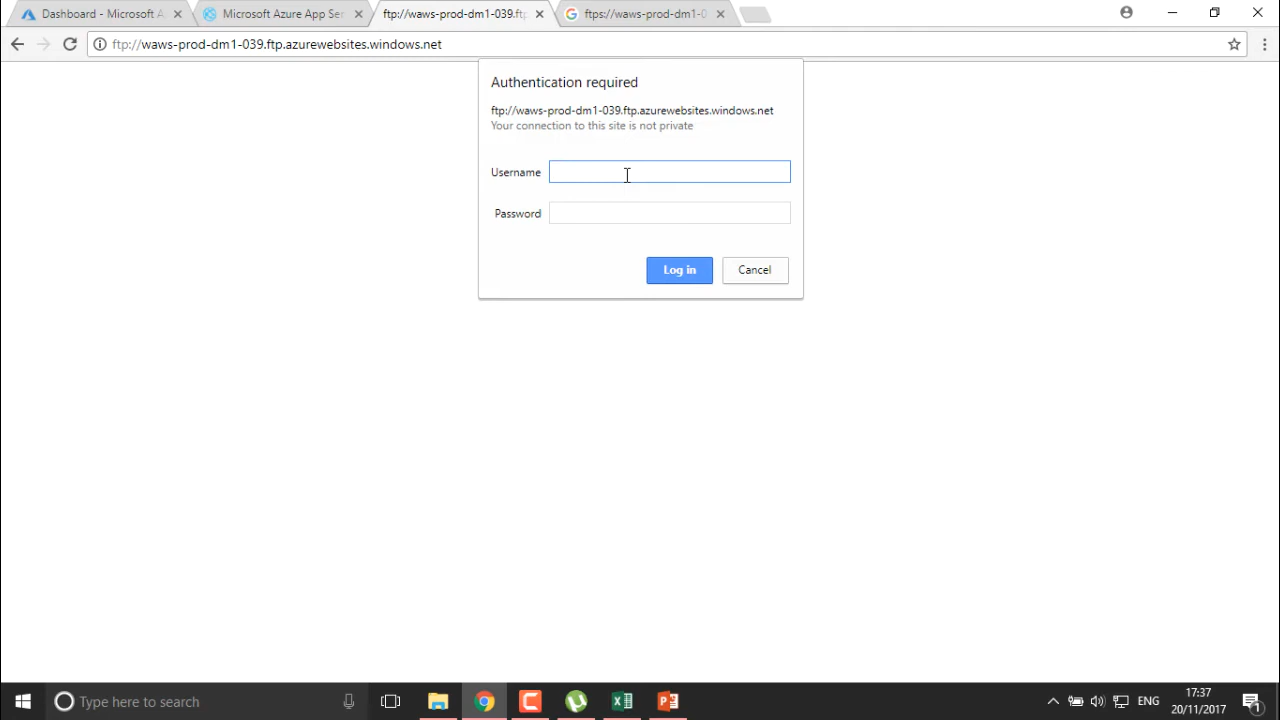 Dashboard - Microsoft A
Microsoft Azure App Ser
ftp://waws-prod-dm1-039.ft
ftps://waws-prod-dm1-0
ftp://waws-prod-dm1-039.ftp.azurewebsites.windows.net
Authentication required
ftp://waws-prod-dm1-039.ftp.azurewebsites.windows.net
Your connection to this site is not private
Username
Password
Log in
Cancel
Type here to search
ENG
17:37
20/11/2017
1